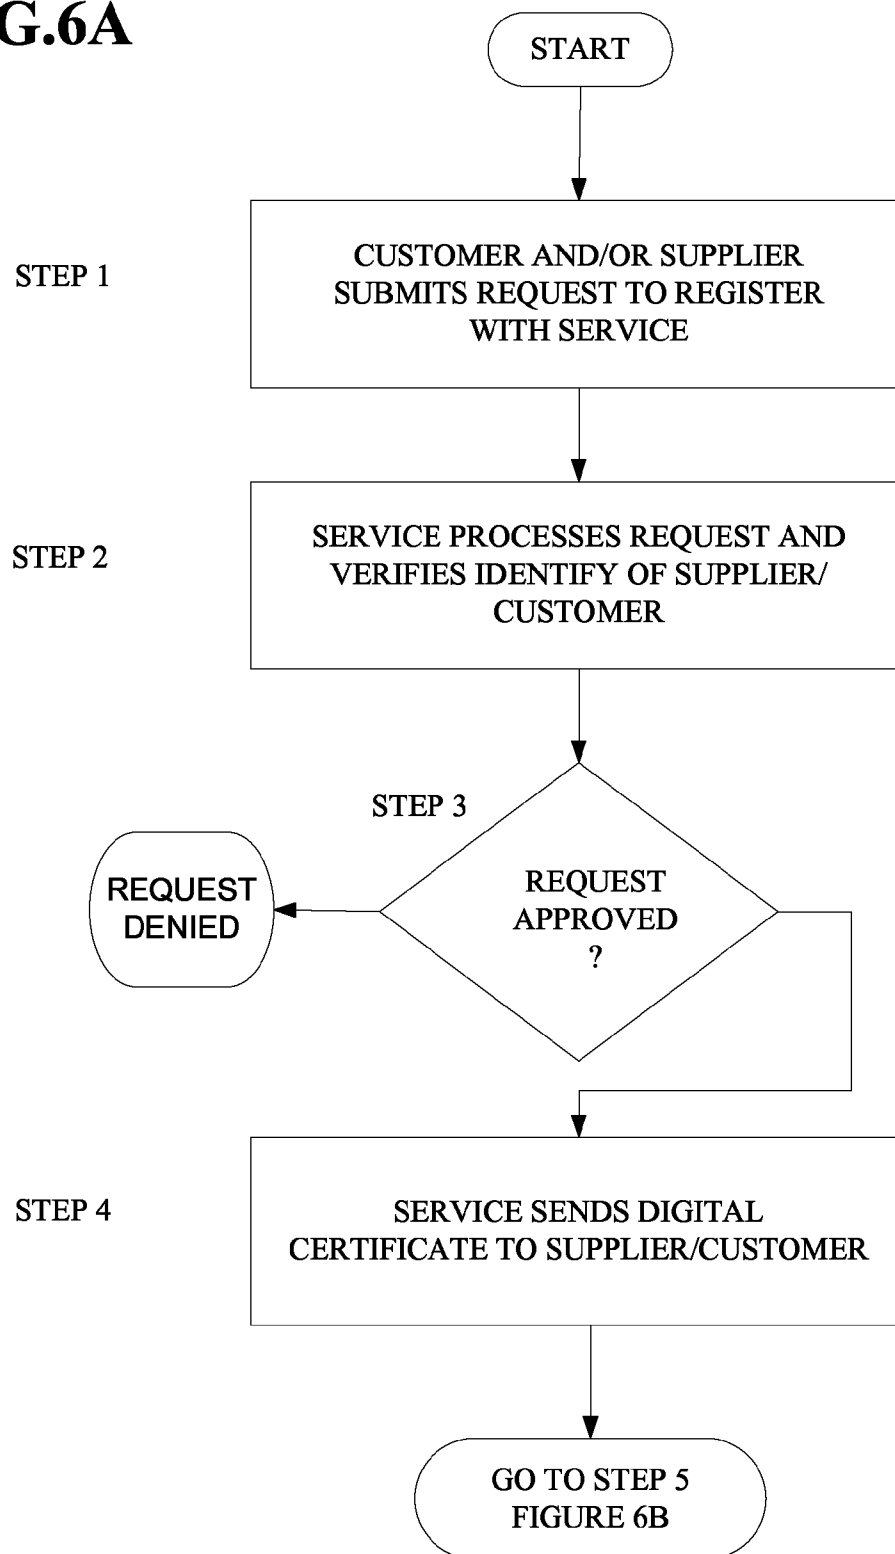 G.6A
START
STEP 1
CUSTOMER AND/OR SUPPLIER
SUBMITS REQUEST TO REGISTER
WITH SERVICE
STEP 2
SERVICE PROCESSES REQUEST AND
VERIFIES IDENTIFY OF SUPPLIER/
CUSTOMER
STEP 3
REQUEST
APPROVED
?
REQUEST
DENIED
STEP 4
SERVICE SENDS DIGITAL
CERTIFICATE TO SUPPLIER/CUSTOMER
GO TO STEP 5
FIGURE 6B